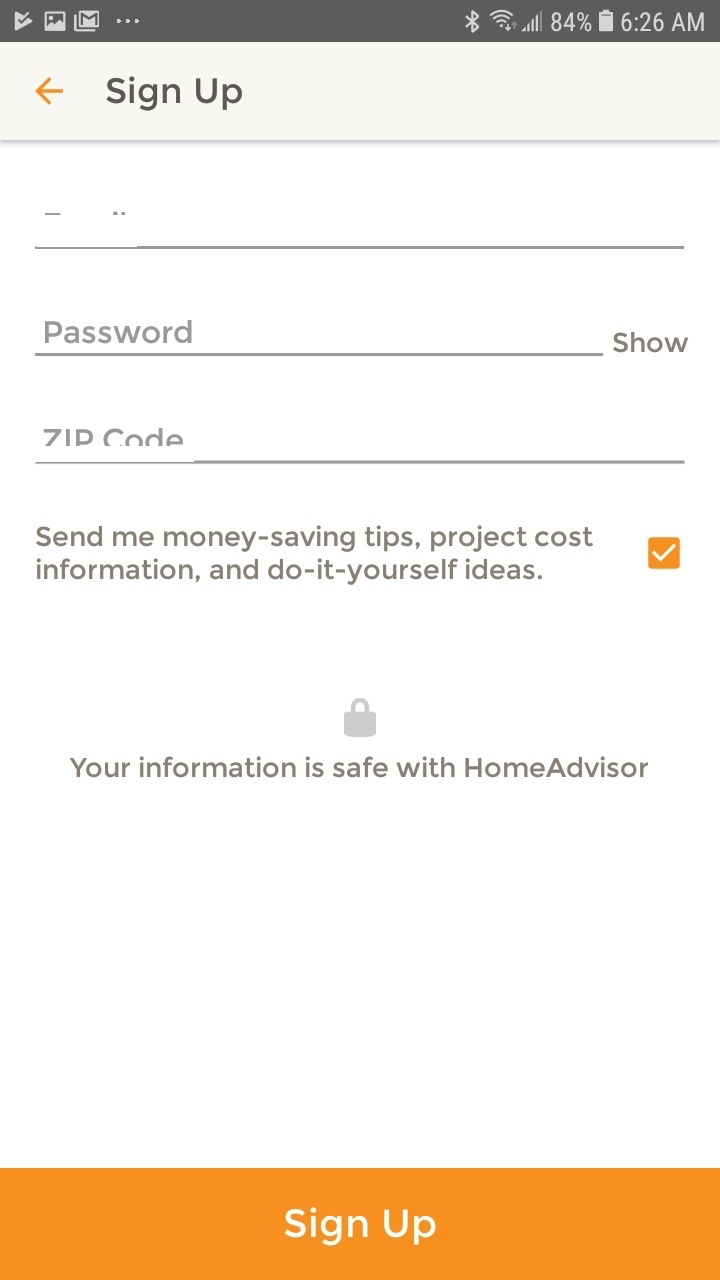 84% 6:26 AM
Sign Up
Password
Show
ZIP Code
Send me money-saving tips, project cost
information, and do-it-yourself ideas.
Your information is safe with HomeAdvisor
Sign Up